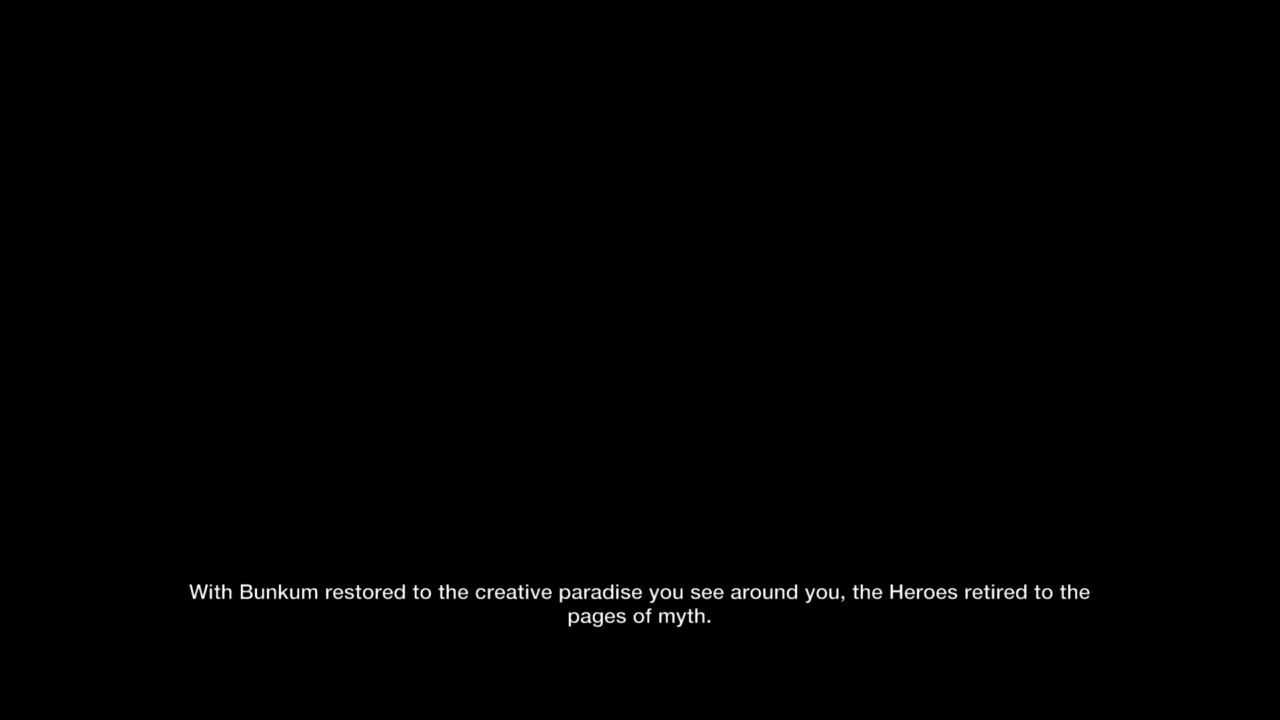 With Bunkum restored to the creative paradise you see around you, the Heroes retired to the
pages of myth.